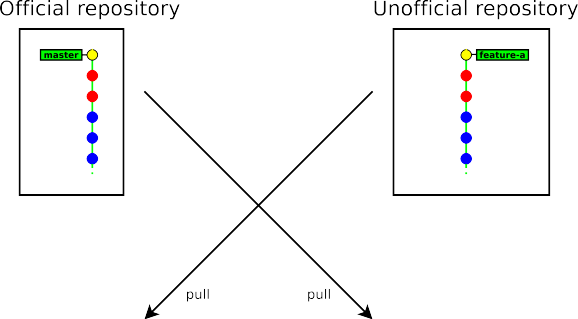 Official repository
Unofficial repository
master
feature-a
pull
pull